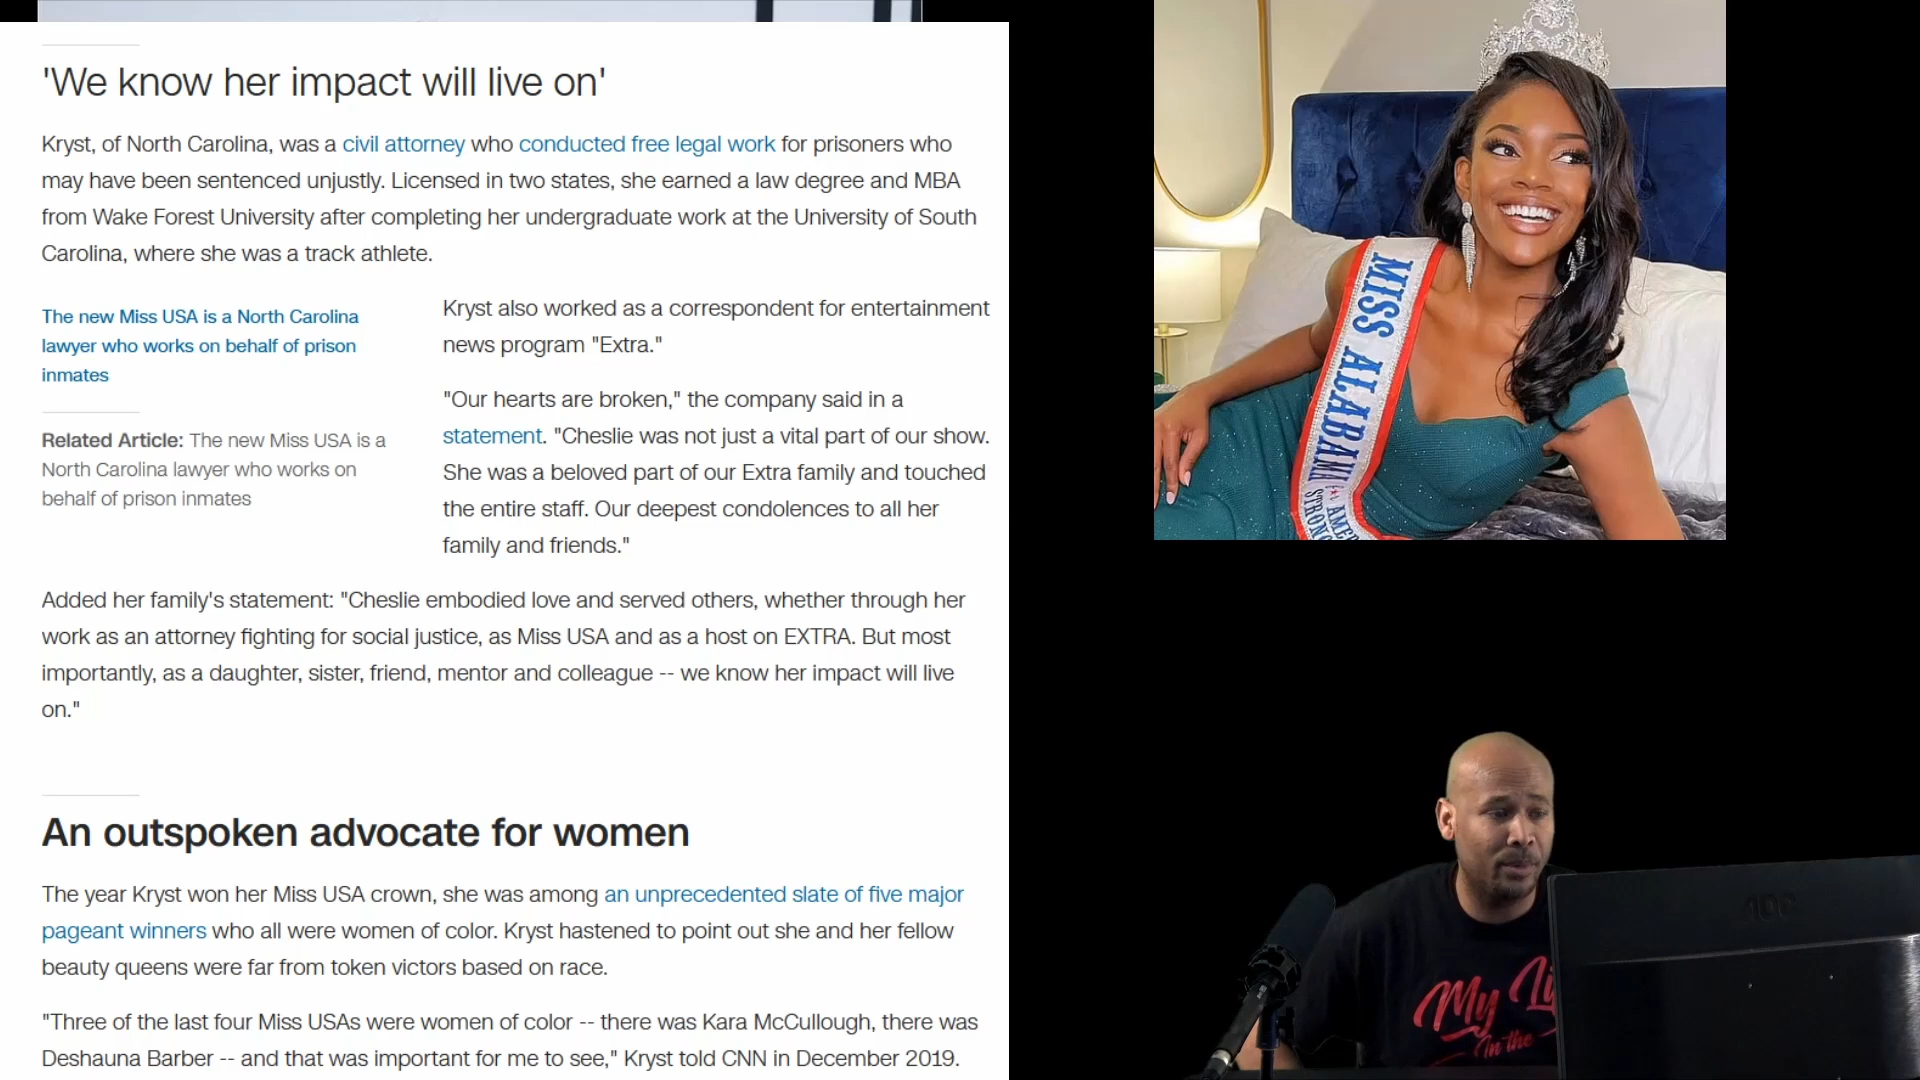 'We know her impact will live on'
Kryst, of North Carolina, was a civil attorney who conducted free legal work for prisoners who
may have been sentenced unjustly. Licensed in two states, she earned a law degree and MBA
from Wake Forest University after completing her undergraduate work at the University of South
Carolina, where she was a track athlete.
The new Miss USA is a North Carolina
lawyer who works on behalf of prison
inmates
Related Article: The new Miss USA is a
North Carolina lawyer who works on
behalf of prison inmates
Kryst also worked as a correspondent for entertainment
news program "Extra."
"Our hearts are broken," the company said in a
statement. "Cheslie was not just a vital part of our show.
She was a beloved part of our Extra family and touched
the entire staff. Our deepest condolences to all her
family and friends."
Added her family's statement: "Cheslie embodied love and served others, whether through her
work as an attorney fighting for social justice, as Miss USA and as a host on EXTRA. But most
importantly, as a daughter, sister, friend, mentor and colleague -- we know her impact will live
on."
An outspoken advocate for women
The year Kryst won her Miss USA crown, she was among an unprecedented slate of five major
pageant winners who all were women of color. Kryst hastened to point out she and her fellow
beauty queens were far from token victors based on race.
"Three of the last four Miss USAs were women of color -- there was Kara McCullough, there was
Deshauna Barber -- and that was important for me to see," Kryst told CNN in December 2019.
MISS ALABAMA
STRONG
AOC
My
In the